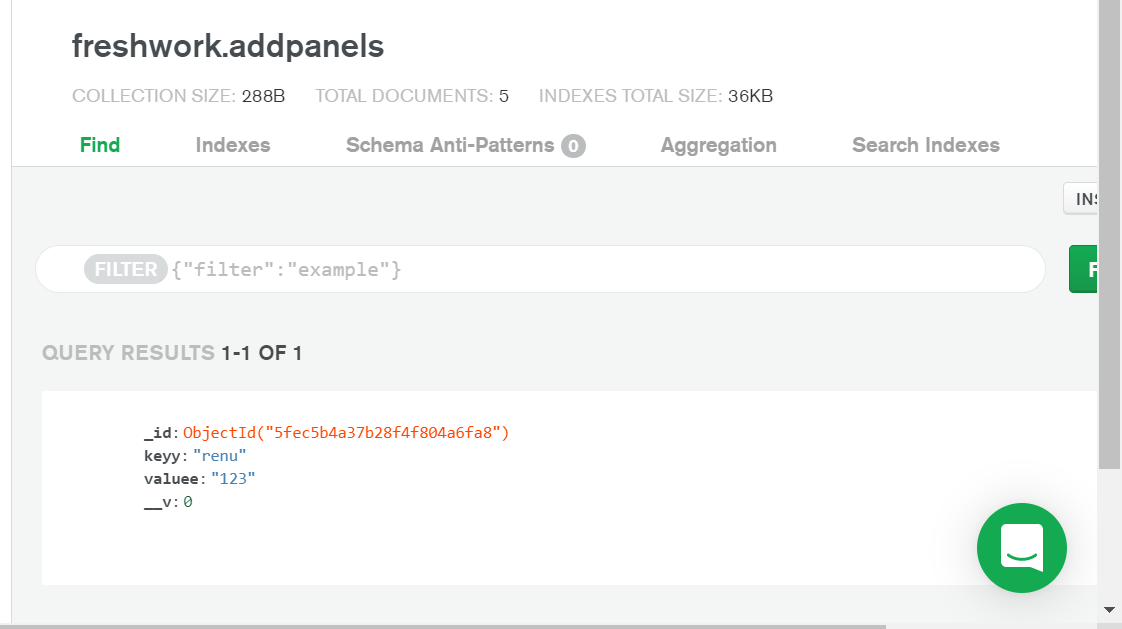 freshwork.addpanels
COLLECTION SIZE: 288B TOTAL DOCUMENTS: 5 INDEXES TOTAL SIZE: 36KB
Find Indexes Schema Anti-Patterns 0 Aggregation Search Indexes
FILTER {"filter":"example"}
QUERY RESULTS 1-1 OF 1
_id: ObjectId("5fec5b4a37b28f4f804a6fa8")
keyy: "renu"
valuee: "123"
__v: 0